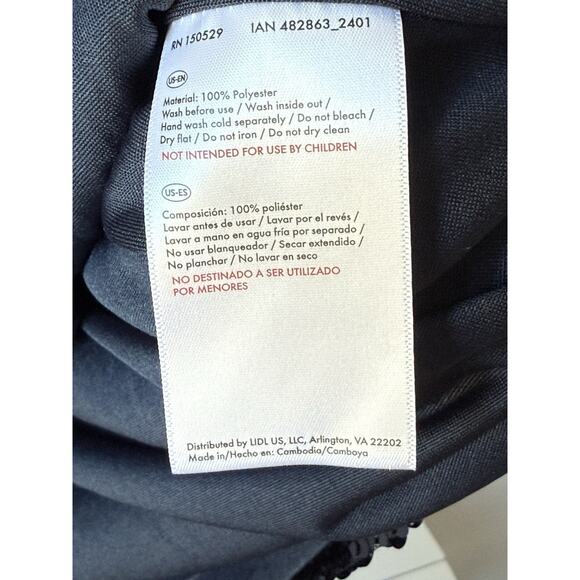 RN 150529 IAN 482863_2401
US-EN
Material: 100% Polyester
Wash before use / Wash inside out /
Hand wash cold separately / Do not bleach /
Dry flat / Do not iron / Do not dry clean
NOT INTENDED FOR USE BY CHILDREN
US-ES
Composición: 100% poliéster
Lavar antes de usar / Lavar por el revés /
Lavar a mano en agua fría por separado /
No usar blanqueador / Secar extendido /
No planchar / No lavar en seco
NO DESTINADO A SER UTILIZADO
POR MENORES
Distributed by LIDL US, LLC, Arlington, VA 22202
Made in/Hecho en: Cambodia/Camboya